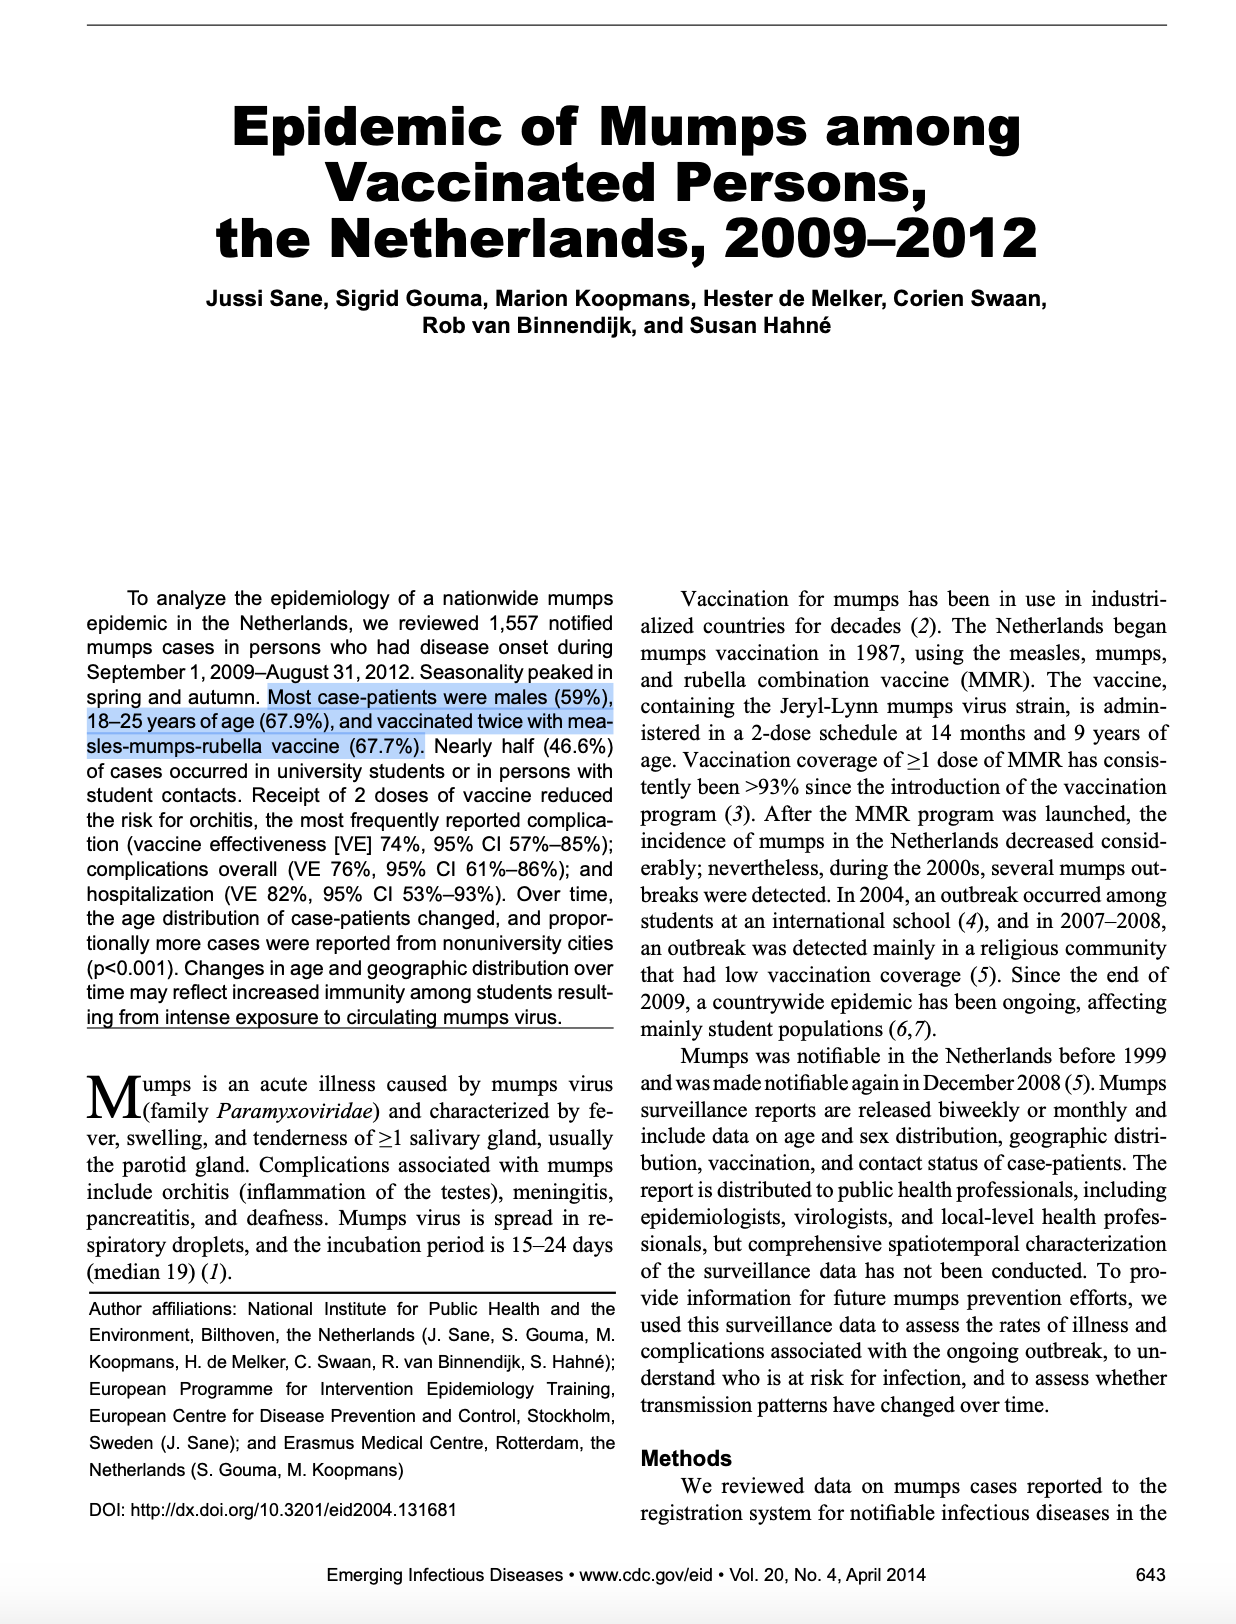 Epidemic of Mumps among
Vaccinated Persons,
the Netherlands, 2009–2012
Jussi Sane, Sigrid Gouma, Marion Koopmans, Hester de Melker, Corien Swaan,
Rob van Binnendijk, and Susan Hahné
To analyze the epidemiology of a nationwide mumps
epidemic in the Netherlands, we reviewed 1,557 notified
mumps cases in persons who had disease onset during
September 1, 2009–August 31, 2012. Seasonality peaked in
spring and autumn. Most case-patients were males (59%),
18–25 years of age (67.9%), and vaccinated twice with mea-
sles-mumps-rubella vaccine (67.7%). Nearly half (46.6%)
of cases occurred in university students or in persons with
student contacts. Receipt of 2 doses of vaccine reduced
the risk for orchitis, the most frequently reported complica-
tion (vaccine effectiveness [VE] 74%, 95% CI 57%–85%);
complications overall (VE 76%, 95% CI 61%–86%); and
hospitalization (VE 82%, 95% CI 53%–93%). Over time,
the age distribution of case-patients changed, and propor-
tionally more cases were reported from nonuniversity cities
(p<0.001). Changes in age and geographic distribution over
time may reflect increased immunity among students result-
ing from intense exposure to circulating mumps virus.
Mumps is an acute illness caused by mumps virus
(family Paramyxoviridae) and characterized by fe-
ver, swelling, and tenderness of ≥1 salivary gland, usually
the parotid gland. Complications associated with mumps
include orchitis (inflammation of the testes), meningitis,
pancreatitis, and deafness. Mumps virus is spread in re-
spiratory droplets, and the incubation period is 15–24 days
(median 19) (1).
Author affiliations: National Institute for Public Health and the
Environment, Bilthoven, the Netherlands (J. Sane, S. Gouma, M.
Koopmans, H. de Melker, C. Swaan, R. van Binnendijk, S. Hahné);
European Programme for Intervention Epidemiology Training,
European Centre for Disease Prevention and Control, Stockholm,
Sweden (J. Sane); and Erasmus Medical Centre, Rotterdam, the
Netherlands (S. Gouma, M. Koopmans)
DOI: http://dx.doi.org/10.3201/eid2004.131681
Vaccination for mumps has been in use in industri-
alized countries for decades (2). The Netherlands began
mumps vaccination in 1987, using the measles, mumps,
and rubella combination vaccine (MMR). The vaccine,
containing the Jeryl-Lynn mumps virus strain, is admin-
istered in a 2-dose schedule at 14 months and 9 years of
age. Vaccination coverage of ≥1 dose of MMR has consis-
tently been >93% since the introduction of the vaccination
program (3). After the MMR program was launched, the
incidence of mumps in the Netherlands decreased consid-
erably; nevertheless, during the 2000s, several mumps out-
breaks were detected. In 2004, an outbreak occurred among
students at an international school (4), and in 2007–2008,
an outbreak was detected mainly in a religious community
that had low vaccination coverage (5). Since the end of
2009, a countrywide epidemic has been ongoing, affecting
mainly student populations (6,7).
Mumps was notifiable in the Netherlands before 1999
and was made notifiable again in December 2008 (5). Mumps
surveillance reports are released biweekly or monthly and
include data on age and sex distribution, geographic distri-
bution, vaccination, and contact status of case-patients. The
report is distributed to public health professionals, including
epidemiologists, virologists, and local-level health profes-
sionals, but comprehensive spatiotemporal characterization
of the surveillance data has not been conducted. To pro-
vide information for future mumps prevention efforts, we
used this surveillance data to assess the rates of illness and
complications associated with the ongoing outbreak, to un-
derstand who is at risk for infection, and to assess whether
transmission patterns have changed over time.
Methods
We reviewed data on mumps cases reported to the
registration system for notifiable infectious diseases in the
Emerging Infectious Diseases • www.cdc.gov/eid • Vol. 20, No. 4, April 2014
643